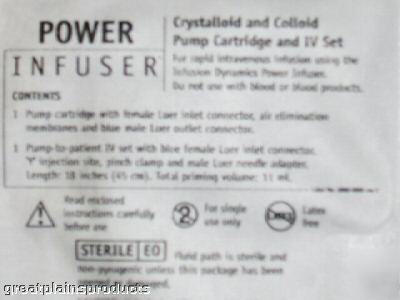 POWER
INFUSER
Crystalloid and Colloid
Pump Cartridge and IV Set
For rapid intravenous infusion using the
Infusion Dynamics Power Infuser.
Do not use with blood or blood products.
CONTENTS
1 Pump cartridge with female Luer inlet connector, air elimination
membranes and blue male Luer outlet connector.
1 Pump-to-patient IV set with blue female Luer inlet connector,
'Y' injection site, pinch clamp and male Luer needle adapter.
Length: 18 inches (45 cm). Total priming volume: 11 ml.
Read enclosed
instructions carefully
before use
2
For single
use only
Latex
free
STERILE EO
Fluid path is sterile and
non-pyrogenic unless this package has been
opened or damaged.
greatplainsproducts